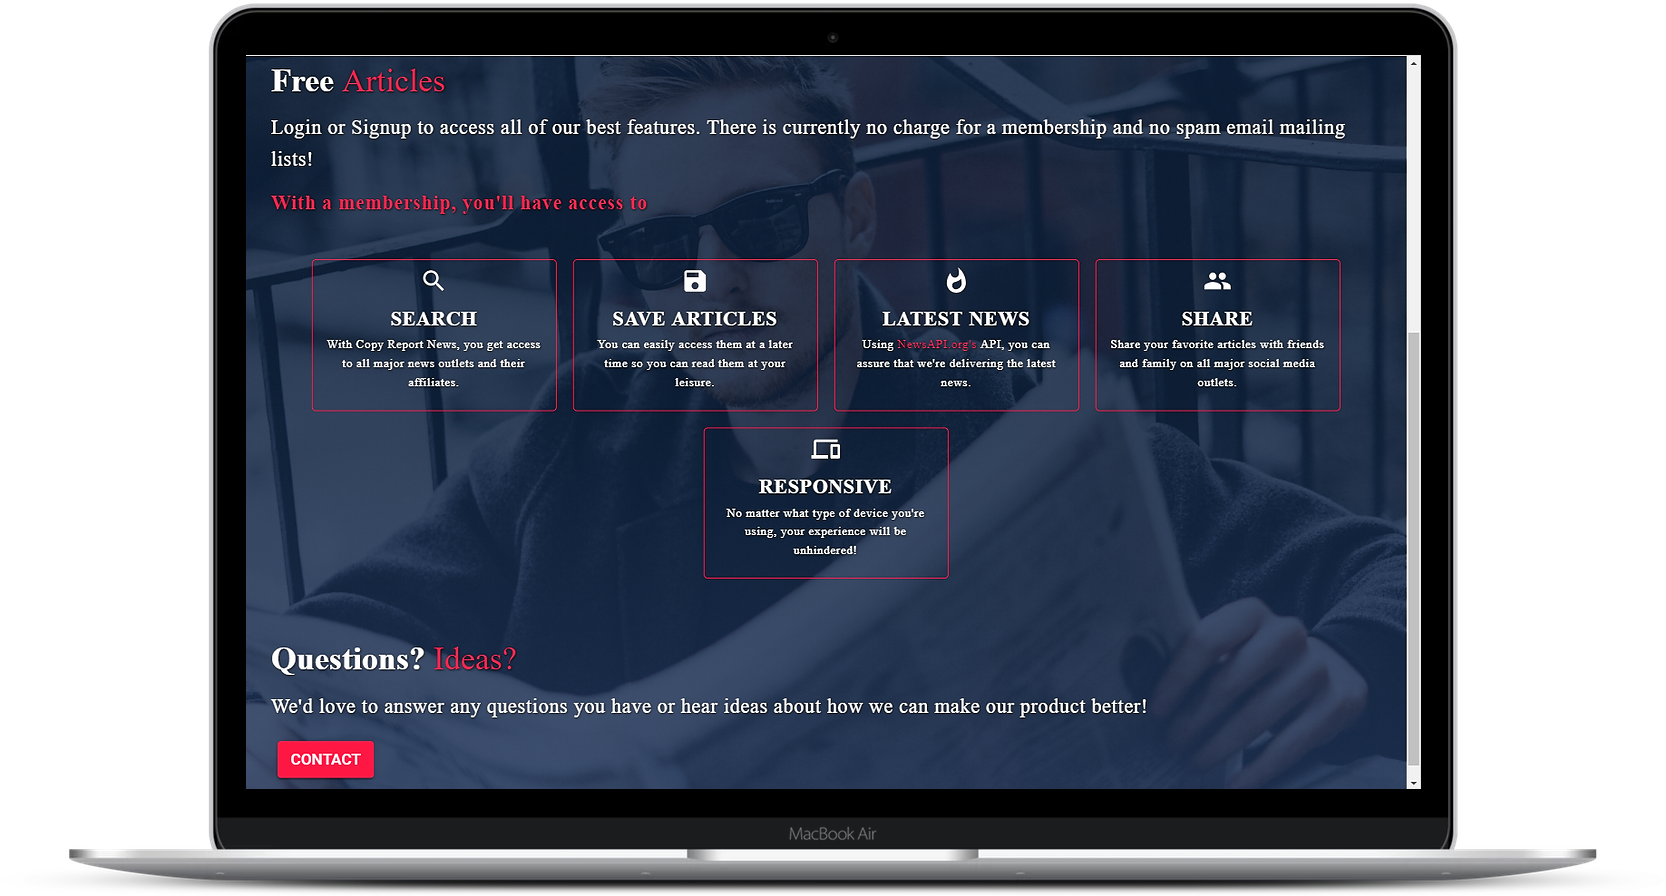 Free Articles
Login or Signup to access all of our best features. There is currently no charge for a membership and no spam email mailing
lists!
With a membership, you'll have access to
SEARCH
With Copy Report News, you get access
to all major news outlets and their
affiliates.
SAVE ARTICLES
You can easily access them at a later
time so you can read them at your
leisure.
LATEST NEWS
Using NewsAPI.org's API, you can
assure that we're delivering the latest
news.
SHARE
Share your favorite articles with friends
and family on all major social media
outlets.
RESPONSIVE
No matter what type of device you're
using, your experience will be
unhindered!
Questions? Ideas?
We'd love to answer any questions you have or hear ideas about how we can make our product better!
CONTACT
MacBook Air